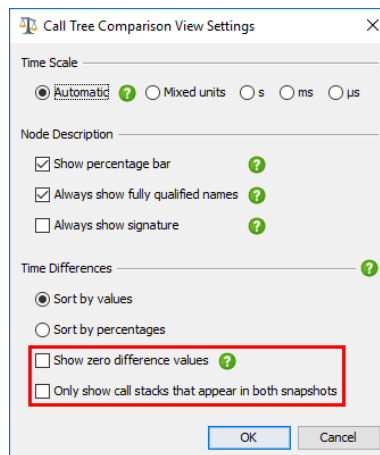 Call Tree Comparison View Settings
Time Scale
Automatic Mixed units s ms µs
Node Description
Show percentage bar
Always show fully qualified names
Always show signature
Time Differences
Sort by values
Sort by percentages
Show zero difference values
Only show call stacks that appear in both snapshots
OK Cancel